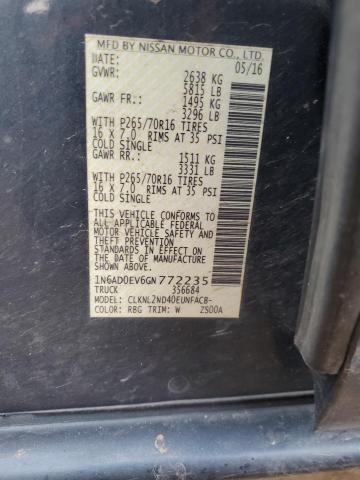 MFD BY NISSAN MOTOR CO., LTD.
DATE: 05/16
GVWR: 2638 KG
5815 LB
GAWR FR.: 1495 KG
3296 LB
WITH P265/70R16 TIRES
16 X 7.0 RIMS AT 35 PSI
COLD SINGLE
GAWR RR.: 1511 KG
3331 LB
WITH P265/70R16 TIRES
16 X 7.0 RIMS AT 35 PSI
COLD SINGLE
THIS VEHICLE CONFORMS TO ALL
APPLICABLE FEDERAL MOTOR
VEHICLE SAFETY, BUMPER, AND
THEFT PREVENTION
STANDARDS IN EFFECT ON THE DATE
OF MANUFACTURE SHOWN ABOVE.
1N6AD0EV6GN772235
TRUCK 356684
MODEL: CLKNL2ND40EUNFACB-
COLOR: RBG TRIM: W ZS00A